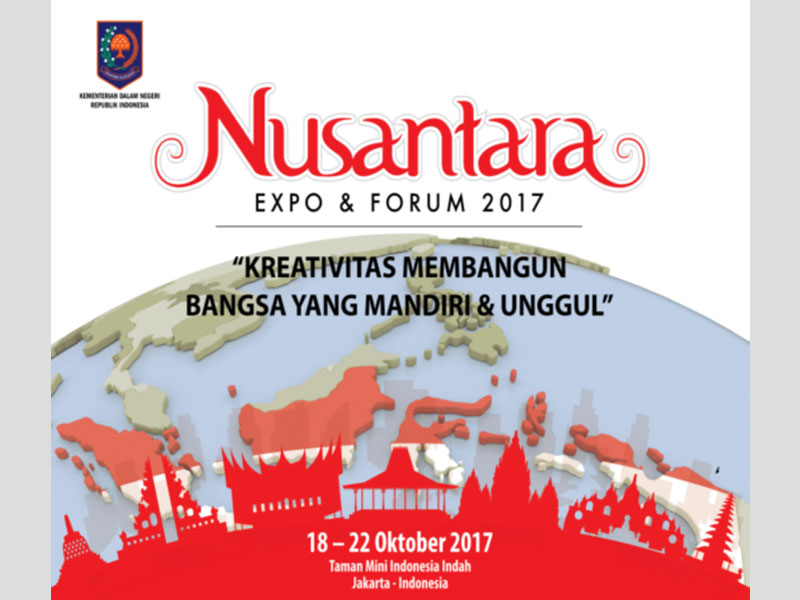 KEMENTERIAN DALAM NEGERI
REPUBLIK INDONESIA
Nusantara
EXPO & FORUM 2017
“KREATIVITAS MEMBANGUN
BANGSA YANG MANDIRI & UNGGUL”
18 – 22 Oktober 2017
Taman Mini Indonesia Indah
Jakarta - Indonesia